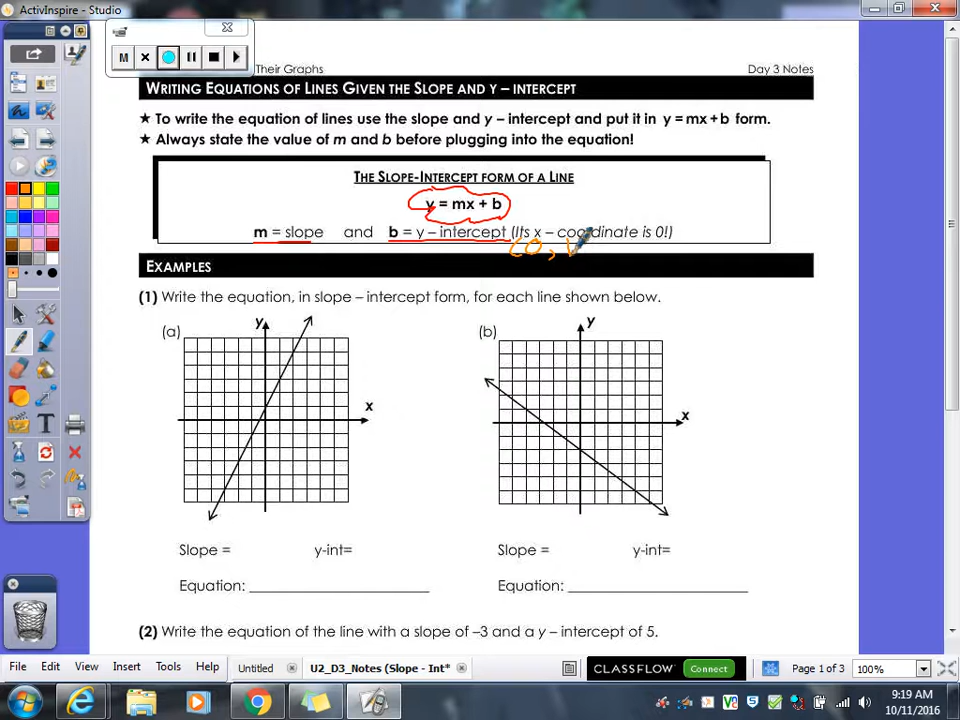 ActivInspire - Studio
M
Their Graphs
Day 3 Notes
WRITING EQUATIONS OF LINES GIVEN THE SLOPE AND Y – INTERCEPT
★ To write the equation of lines use the slope and y – intercept and put it in y = mx + b form.
★ Always state the value of m and b before plugging into the equation!
THE SLOPE-INTERCEPT FORM OF A LINE
y = mx + b
m = slope and b = y – intercept (Its x – coordinate is 0!)
(0, b
EXAMPLES
(1) Write the equation, in slope – intercept form, for each line shown below.
(a) y x
(b) y x
Slope = y-int=
Slope = y-int=
Equation: ____________________
Equation: ____________________
(2) Write the equation of the line with a slope of –3 and a y – intercept of 5.
File Edit View Insert Tools Help Untitled U2_D3_Notes (Slope - Int* CLASSFLOW Connect Page 1 of 3 100%
9:19 AM
10/11/2016